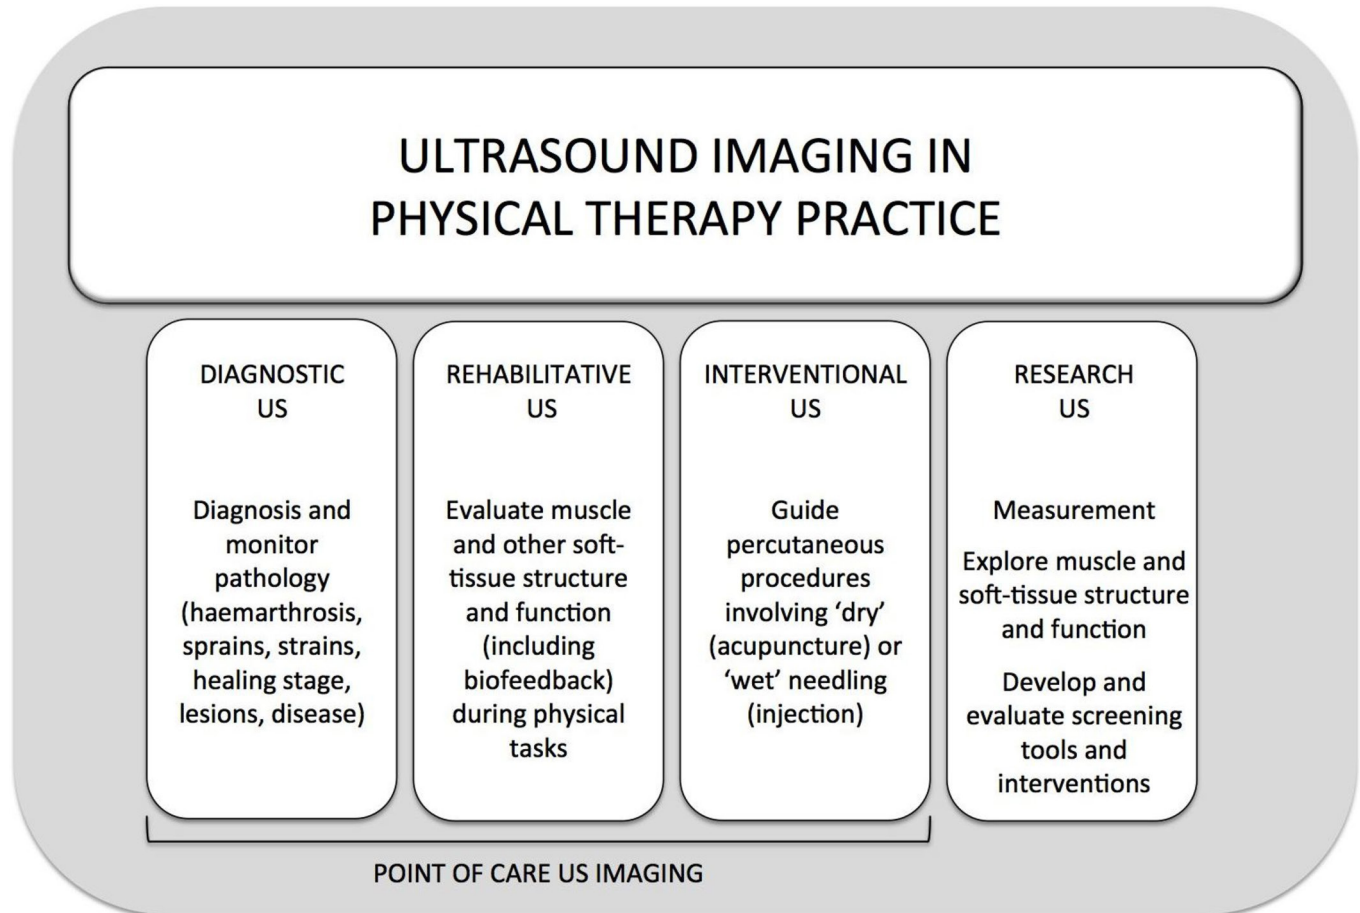 ULTRASOUND IMAGING IN
PHYSICAL THERAPY PRACTICE
DIAGNOSTIC
US
Diagnosis and
monitor
pathology
(haemarthrosis,
sprains, strains,
healing stage,
lesions, disease)
REHABILITATIVE
US
Evaluate muscle
and other soft-
tissue structure
and function
(including
biofeedback)
during physical
tasks
INTERVENTIONAL
US
Guide
percutaneous
procedures
involving ‘dry’
(acupuncture) or
‘wet’ needling
(injection)
RESEARCH
US
Measurement
Explore muscle and
soft-tissue structure
and function
Develop and
evaluate screening
tools and
interventions
POINT OF CARE US IMAGING